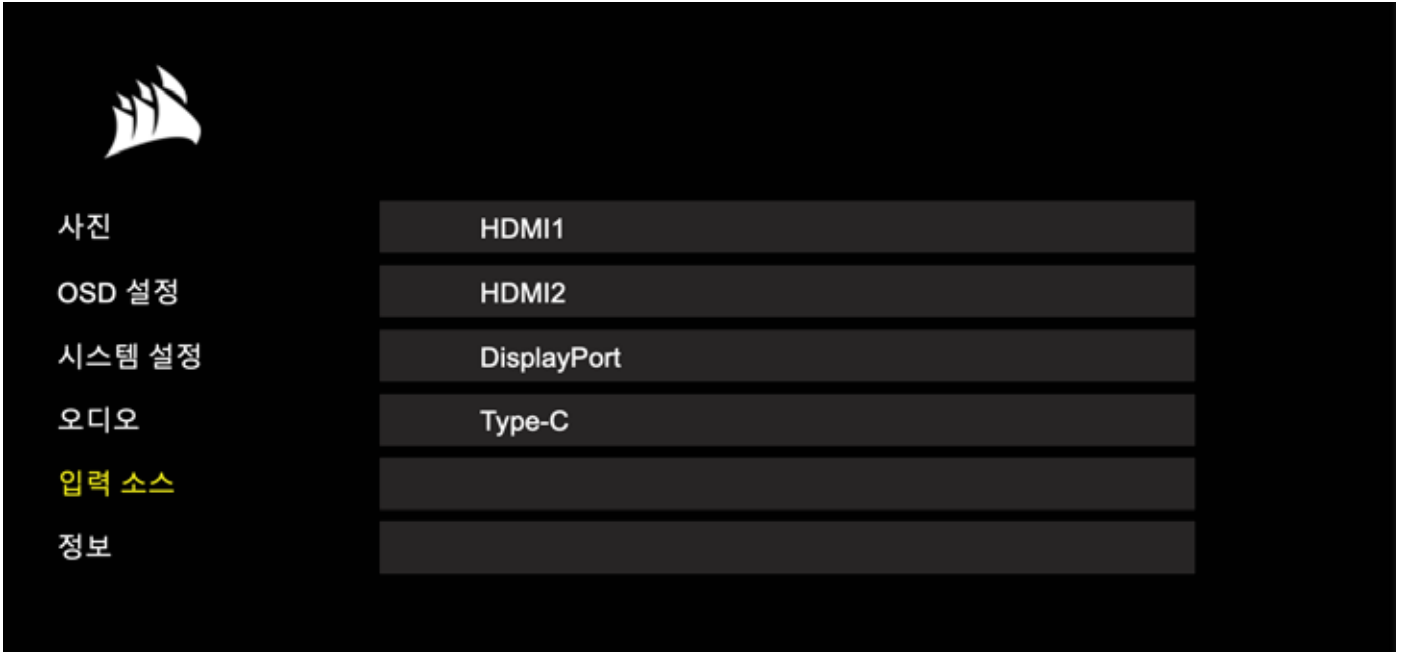 사진
HDMI1
OSD 설정
HDMI2
시스템 설정
DisplayPort
오디오
Type-C
입력 소스
정보